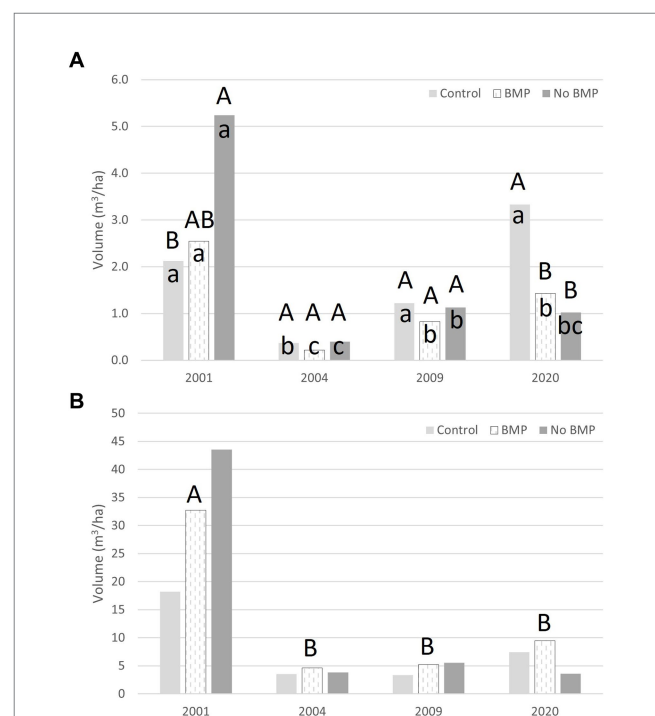 A
6.0
5.0
4.0
3.0
2.0
1.0
0.0
Volume (m³/ha)
Control BMP No BMP
B AB A
a a a
A A A
b c c
A A A
a b b
A B B
a b bc
2001 2004 2009 2020
B
50
45
40
35
30
25
20
15
10
5
0
Volume (m³/ha)
Control BMP No BMP
A B B B
2001 2004 2009 2020